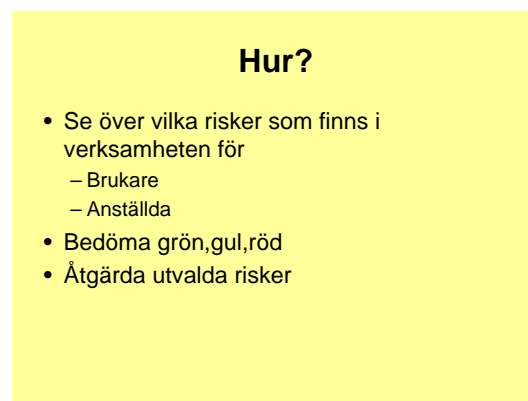 Hur?
• Se över vilka risker som finns i
verksamheten för
– Brukare
– Anställda
• Bedöma grön,gul,röd
• Åtgärda utvalda risker